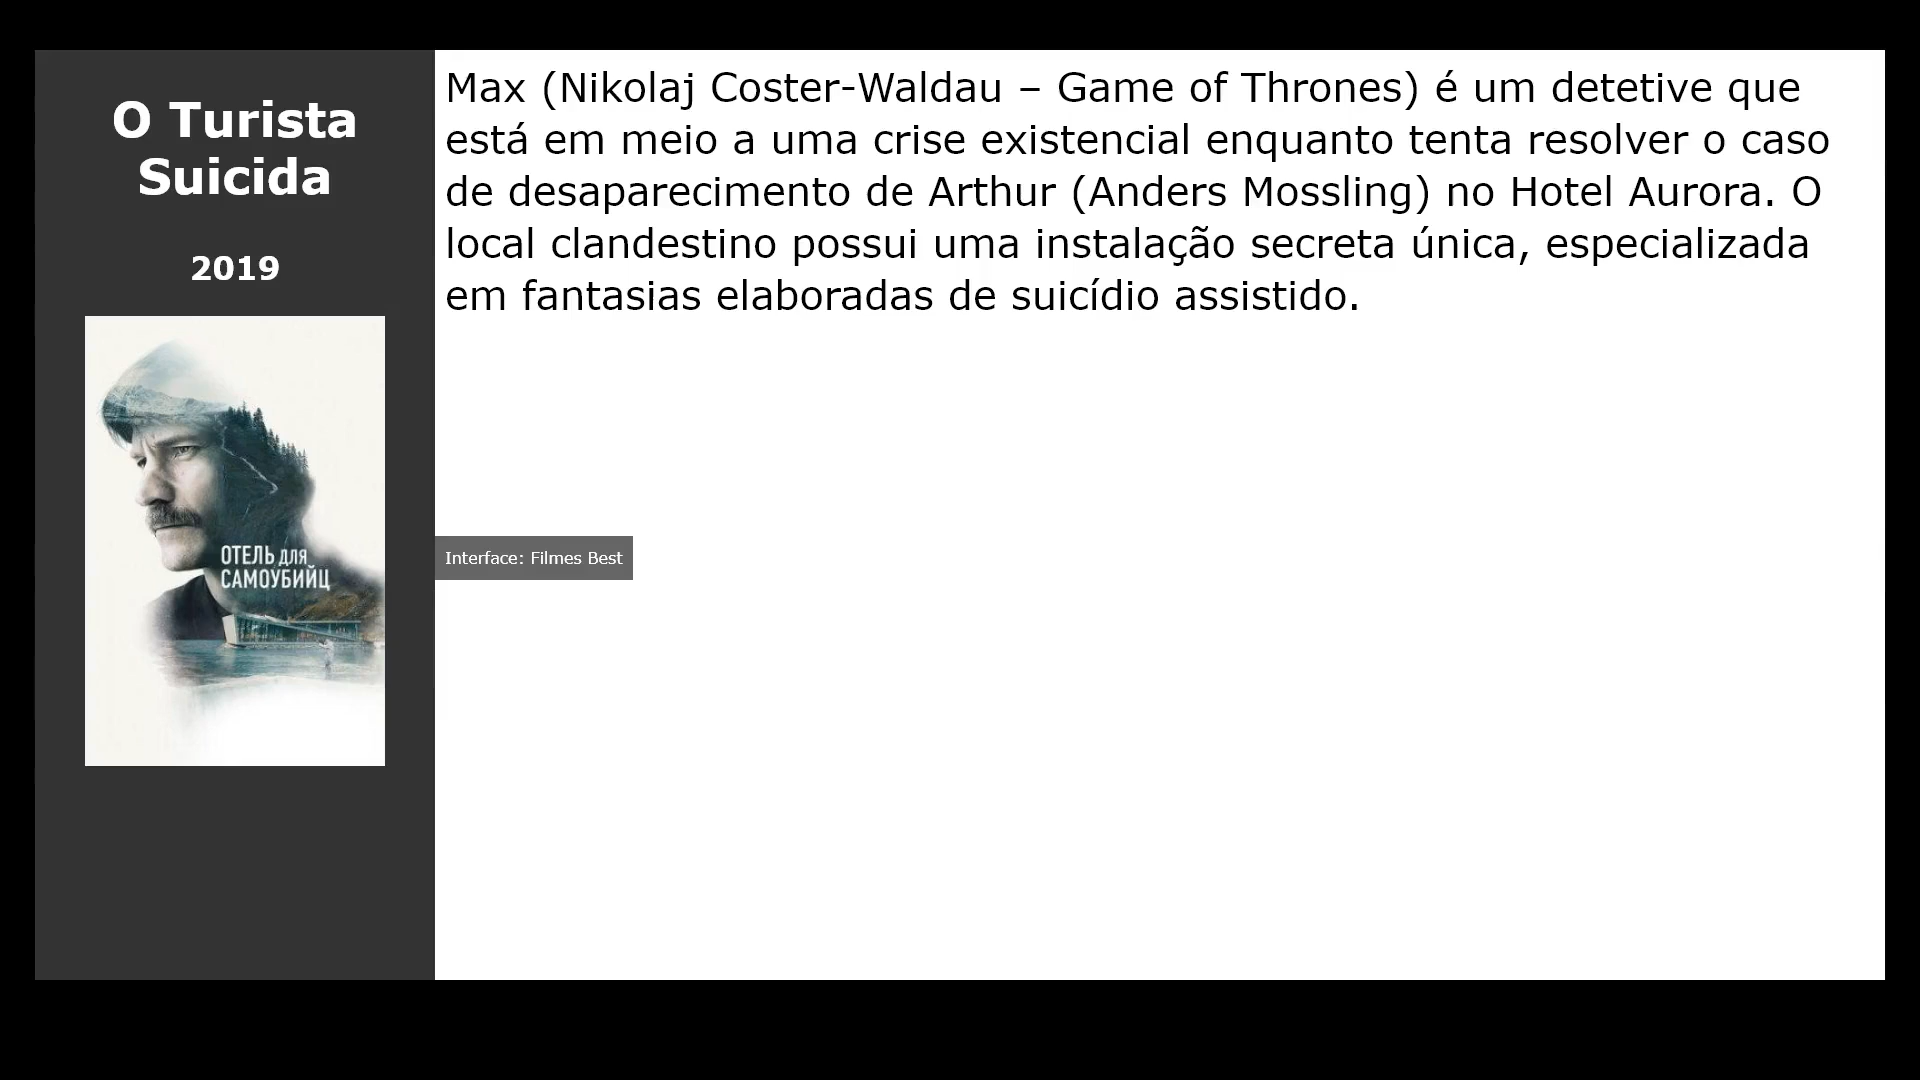 O Turista
Suicida
2019
ОТЕЛЬ для
САМОУБИЙЦ
Max (Nikolaj Coster-Waldau – Game of Thrones) é um detetive que
está em meio a uma crise existencial enquanto tenta resolver o caso
de desaparecimento de Arthur (Anders Mossling) no Hotel Aurora. O
local clandestino possui uma instalação secreta única, especializada
em fantasias elaboradas de suicídio assistido.
Interface: Filmes Best